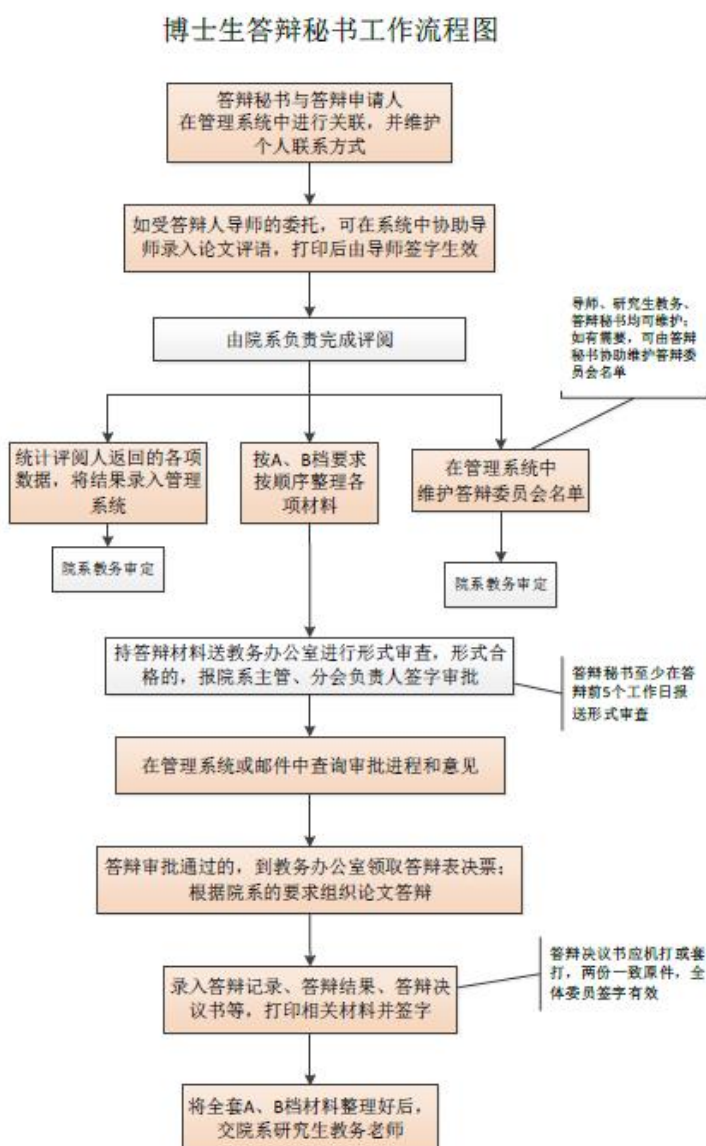 博士生答辩秘书工作流程图
答辩秘书与答辩申请人
在管理系统中进行关联，并维护
个人联系方式
如受答辩人导师的委托，可在系统中协助导
师录入论文评语，打印后由导师签字生效
导师、研究生教务、
答辩秘书均可维护；
如有需要，可由答辩
秘书协助维护答辩委
员会名单
由院系负责完成评阅
统计评阅人返回的各项
数据，将结果录入管理
系统
按A、B档要求
按顺序整理各
项材料
在管理系统中
维护答辩委员会名单
院系教务审定
院系教务审定
持答辩材料送教务办公室进行形式审查，形式合
格的，报院系主管、分会负责人签字审批
答辩秘书至少在答
辩前5个工作日报
送形式审查
在管理系统或邮件中查询审批进程和意见
答辩审批通过的，到教务办公室领取答辩表决票；
根据院系的要求组织论文答辩
答辩决议书应机打或套
打，两份一致原件，全
体委员签字有效
录入答辩记录、答辩结果、答辩决
议书等，打印相关材料并签字
将全套A、B档材料整理好后，
交院系研究生教务老师